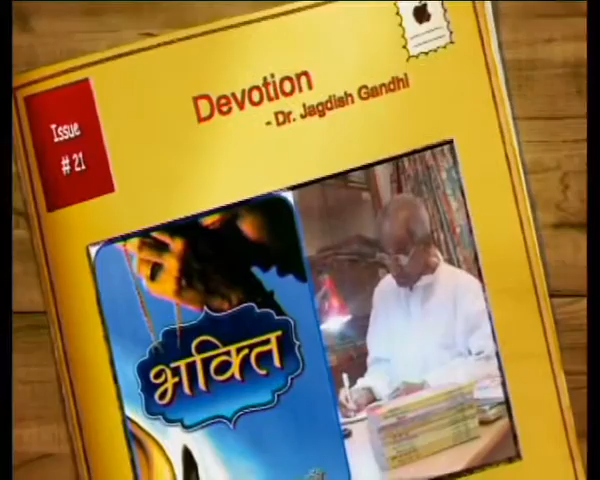 Issue
# 21
Devotion
- Dr. Jagdish Gandhi
भक्ति